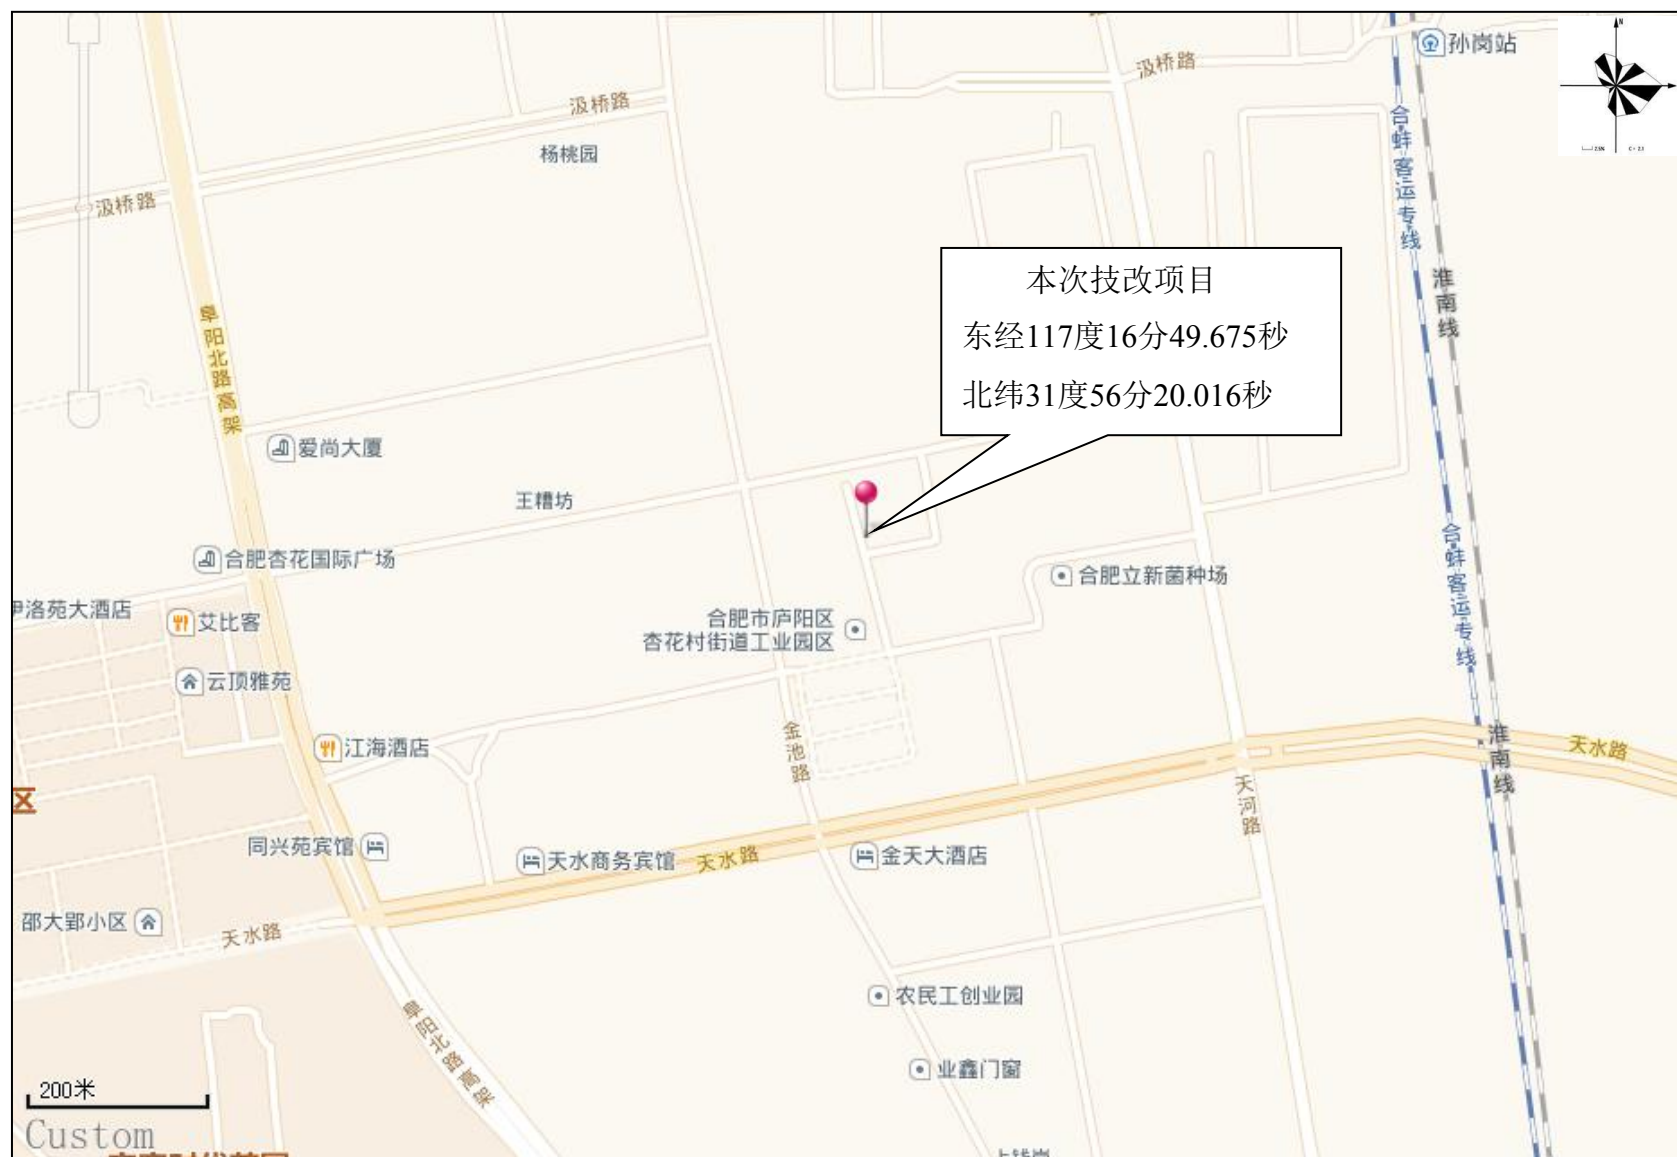 孙岗站
N
汲桥路
汲桥路
杨桃园
汲桥路
合蚌客运专线
淮南线
本次技改项目
东经117度16分49.675秒
北纬31度56分20.016秒
阜阳北路高架
爱尚大厦
王糟坊
合肥杏花国际广场
合肥立新菌种场
合蚌客运专线
伊洛苑大酒店
艾比客
合肥市庐阳区
杏花村街道工业园区
云顶雅苑
江海酒店
金池路
淮南线
天水路
区
天河路
同兴苑宾馆
天水商务宾馆
天水路
金天大酒店
邵大郢小区
天水路
农民工创业园
阜阳北路高架
业鑫门窗
200米
Custom